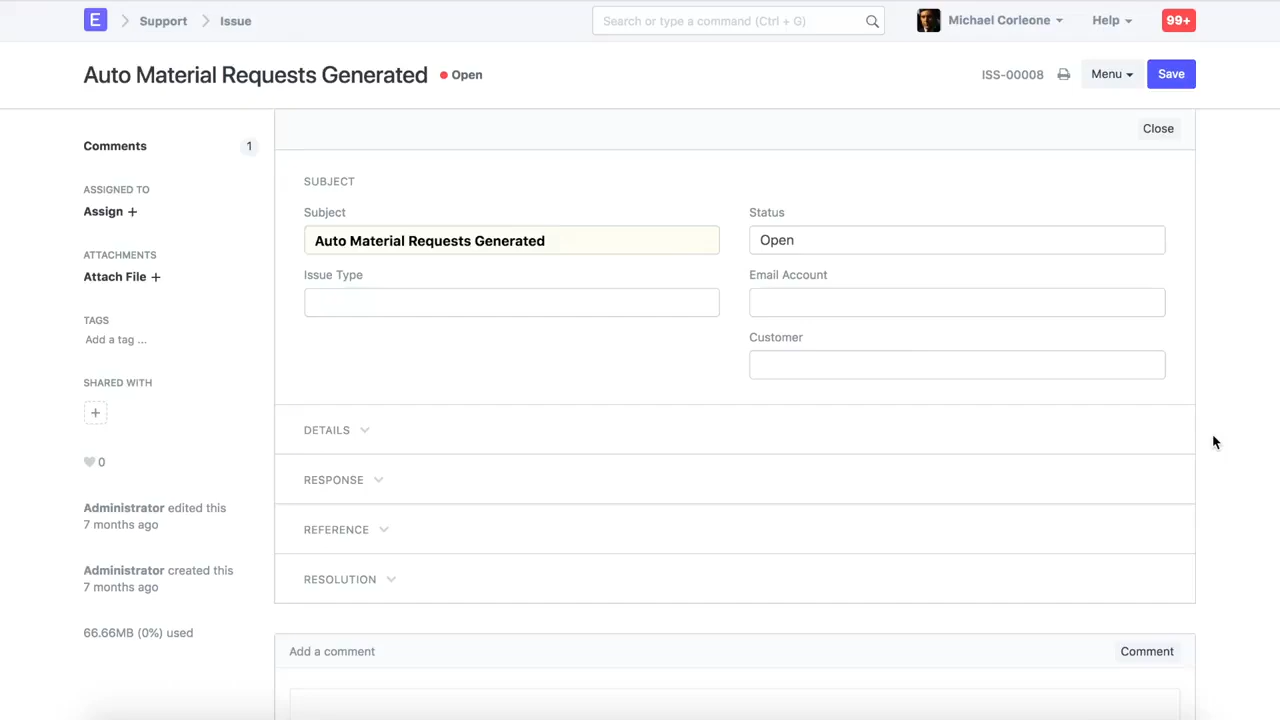 E Support Issue Search or type a command (Ctrl + G) Michael Corleone Help 99+
Auto Material Requests Generated Open ISS-00008 Menu Save
Comments 1
Close
ASSIGNED TO
Assign +
ATTACHMENTS
Attach File +
TAGS
Add a tag ...
SHARED WITH
+
0
Administrator edited this
7 months ago
Administrator created this
7 months ago
66.66MB (0%) used
SUBJECT
Subject
Auto Material Requests Generated
Issue Type
Status
Open
Email Account
Customer
DETAILS
RESPONSE
REFERENCE
RESOLUTION
Add a comment Comment